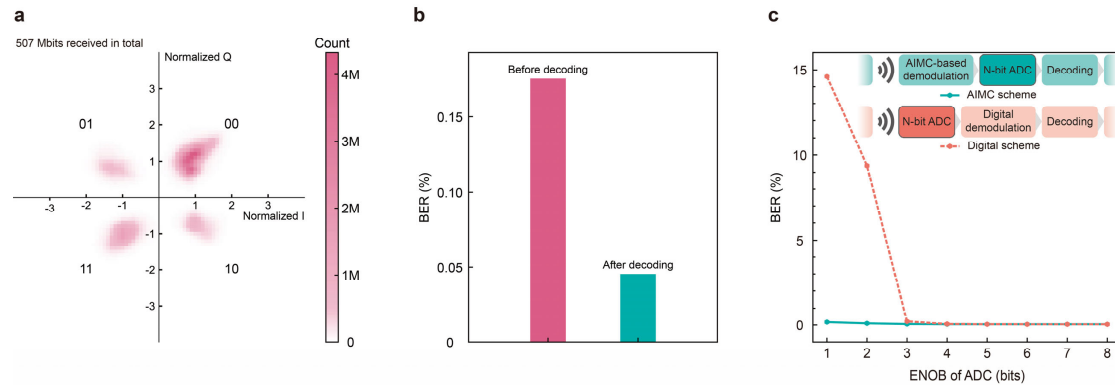 a
507 Mbits received in total
Normalized Q
Count
4M
3M
2M
1M
0
3
2
1
-1
-2
-3
-3 -2 -1 1 2 3
Normalized I
01
00
11
10
b
BER (%)
0.15
0.10
0.05
0
Before decoding
After decoding
c
BER (%)
15
10
5
0
AIMC-based
demodulation
N-bit ADC
Decoding
AIMC scheme
N-bit ADC
Digital
demodulation
Decoding
Digital scheme
1 2 3 4 5 6 7 8
ENOB of ADC (bits)